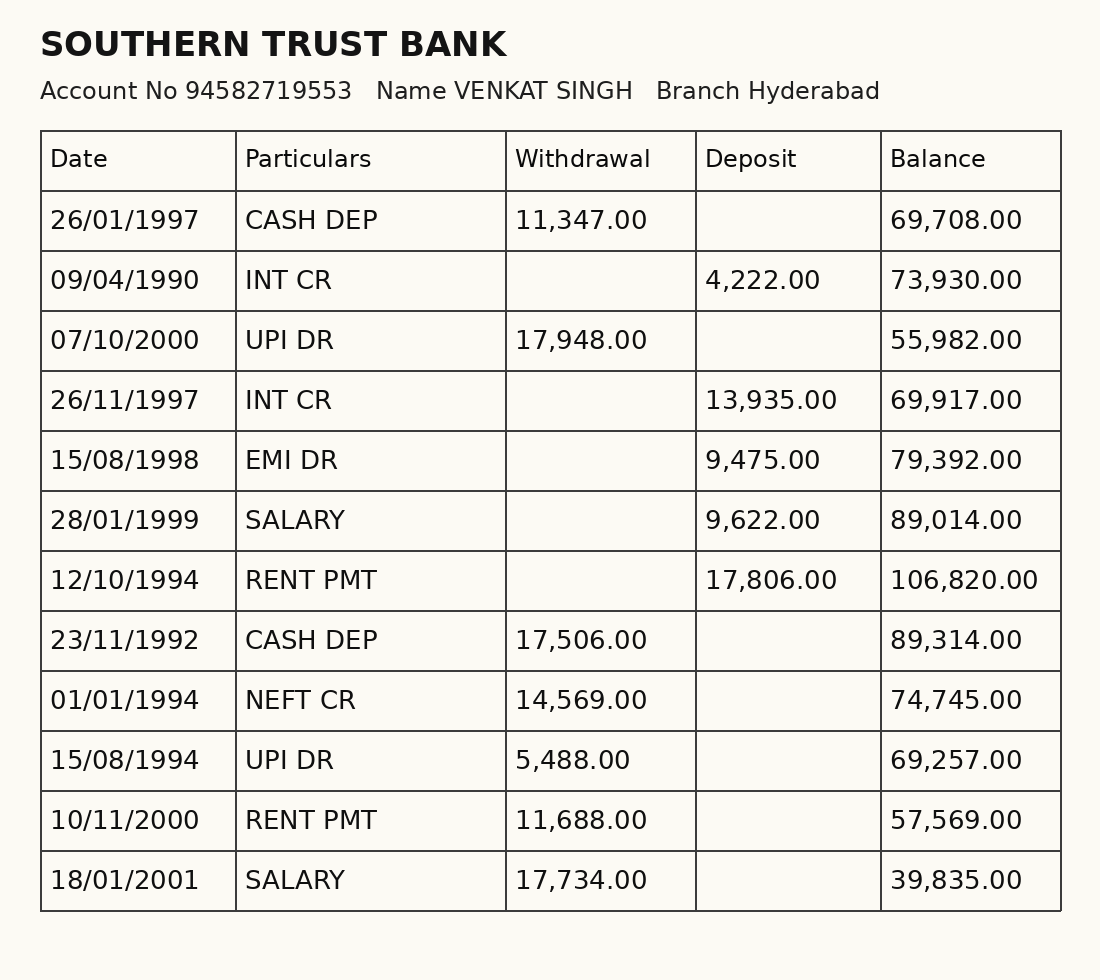 SOUTHERN TRUST BANK
Account No 94582719553 Name VENKAT SINGH Branch Hyderabad
Date Particulars Withdrawal Deposit Balance
26/01/1997 CASH DEP 11,347.00 69,708.00
09/04/1990 INT CR 4,222.00 73,930.00
07/10/2000 UPI DR 17,948.00 55,982.00
26/11/1997 INT CR 13,935.00 69,917.00
15/08/1998 EMI DR 9,475.00 79,392.00
28/01/1999 SALARY 9,622.00 89,014.00
12/10/1994 RENT PMT 17,806.00 106,820.00
23/11/1992 CASH DEP 17,506.00 89,314.00
01/01/1994 NEFT CR 14,569.00 74,745.00
15/08/1994 UPI DR 5,488.00 69,257.00
10/11/2000 RENT PMT 11,688.00 57,569.00
18/01/2001 SALARY 17,734.00 39,835.00